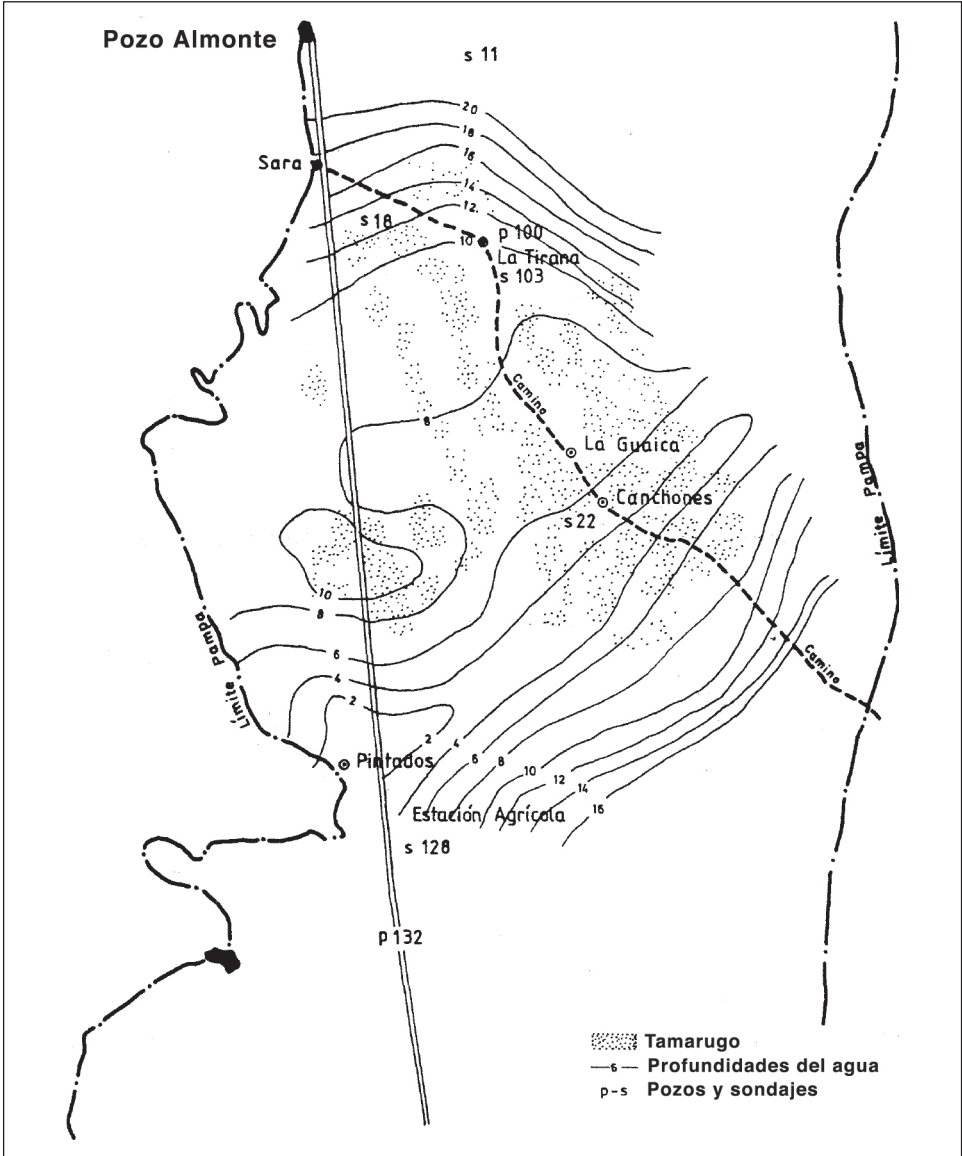 Pozo Almonte
s 11
20
18
Sara
16
14
12
s 18
p 100
10
La Tirana
s 103
Camino
8
La Guaica
Límite Pampa
Canchones
s 22
10
8
Límite Pampa
6
4
2
Camino
2
4
6
8
10
12
14
16
Pintados
Estación Agrícola
s 128
p 132
Tamarugo
6 Profundidades del agua
p-s Pozos y sondajes